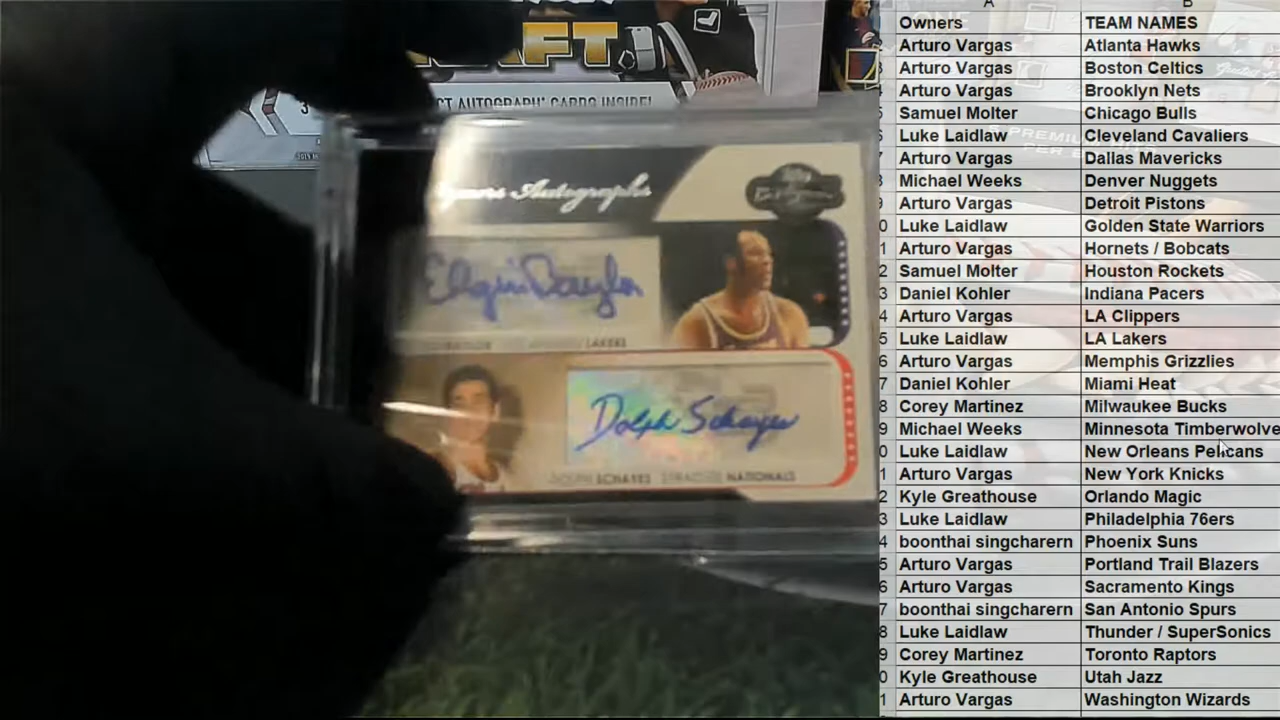 FT
CT AUTOGRAPH CARDS INSIDE!
Autographs
Elgin Baylor
LAKERS
Dolph Schayes
DOLPH SCHAYES SYRACUSE NATIONALS
A B
Owners TEAM NAMES
Arturo Vargas Atlanta Hawks
Arturo Vargas Boston Celtics
Arturo Vargas Brooklyn Nets
Samuel Molter Chicago Bulls
Luke Laidlaw Cleveland Cavaliers
Arturo Vargas Dallas Mavericks
Michael Weeks Denver Nuggets
Arturo Vargas Detroit Pistons
Luke Laidlaw Golden State Warriors
Arturo Vargas Hornets / Bobcats
Samuel Molter Houston Rockets
Daniel Kohler Indiana Pacers
Arturo Vargas LA Clippers
Luke Laidlaw LA Lakers
Arturo Vargas Memphis Grizzlies
Daniel Kohler Miami Heat
Corey Martinez Milwaukee Bucks
Michael Weeks Minnesota Timberwolve
Luke Laidlaw New Orleans Pelicans
Arturo Vargas New York Knicks
Kyle Greathouse Orlando Magic
Luke Laidlaw Philadelphia 76ers
boonthai singcharern Phoenix Suns
Arturo Vargas Portland Trail Blazers
Arturo Vargas Sacramento Kings
boonthai singcharern San Antonio Spurs
Luke Laidlaw Thunder / SuperSonics
Corey Martinez Toronto Raptors
Kyle Greathouse Utah Jazz
Arturo Vargas Washington Wizards